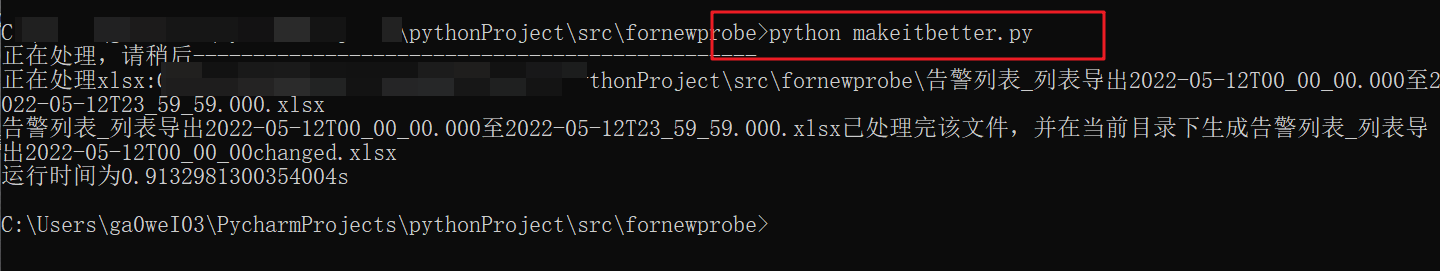 C \pythonProject\src\fornewprobe>python makeitbetter.py
正在处理，请稍后----------------------------------------
正在处理xlsx: thonProject\src\fornewprobe\告警列表_列表导出2022-05-12T00_00_00.000至2
022-05-12T23_59_59.000.xlsx
告警列表_列表导出2022-05-12T00_00_00.000至2022-05-12T23_59_59.000.xlsx已处理完该文件，并在当前目录下生成告警列表_列表导
出2022-05-12T00_00_00changed.xlsx
运行时间为0.9132981300354004s
C:\Users\ga0weI03\PycharmProjects\pythonProject\src\fornewprobe>